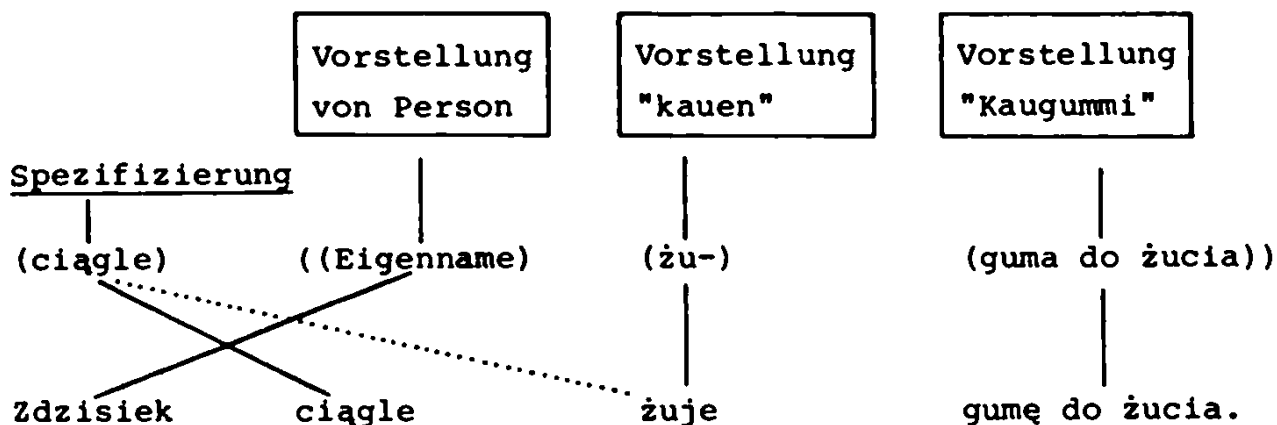 Vorstellung von Person
Vorstellung "kauen"
Vorstellung "Kaugummi"
Spezifizierung
(ciągle) ((Eigenname) (żu-) (guma do żucia))
Zdzisiek ciągle żuje gumę do żucia.